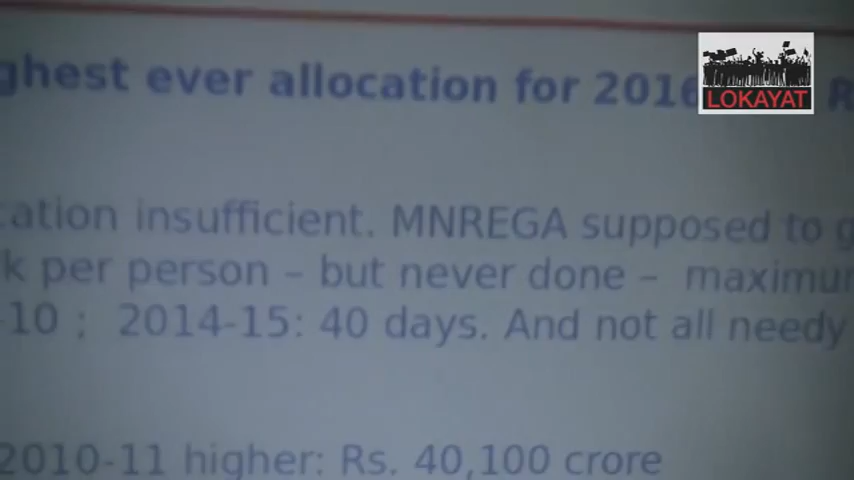 ghest ever allocation for 2016 R
LOKAYAT
cation insufficient. MNREGA supposed to g
k per person – but never done – maximum
-10 ; 2014-15: 40 days. And not all needy
2010-11 higher: Rs. 40,100 crore